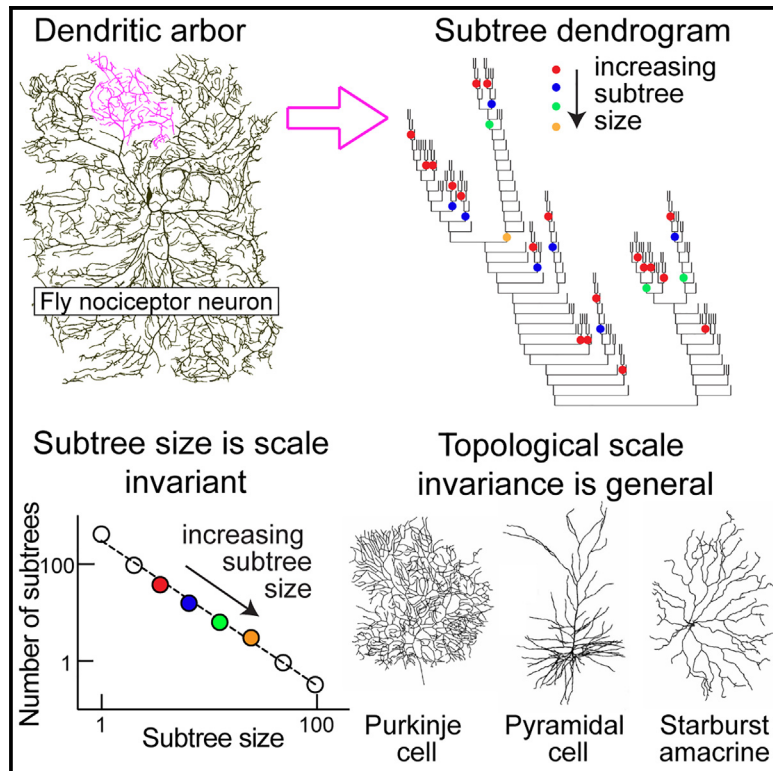 Dendritic arbor
Fly nociceptor neuron
Subtree dendrogram
increasing
subtree
size
Subtree size is scale
invariant
Number of subtrees
100
1
increasing
subtree
size
1
100
Subtree size
Topological scale
invariance is general
Purkinje
cell
Pyramidal
cell
Starburst
amacrine